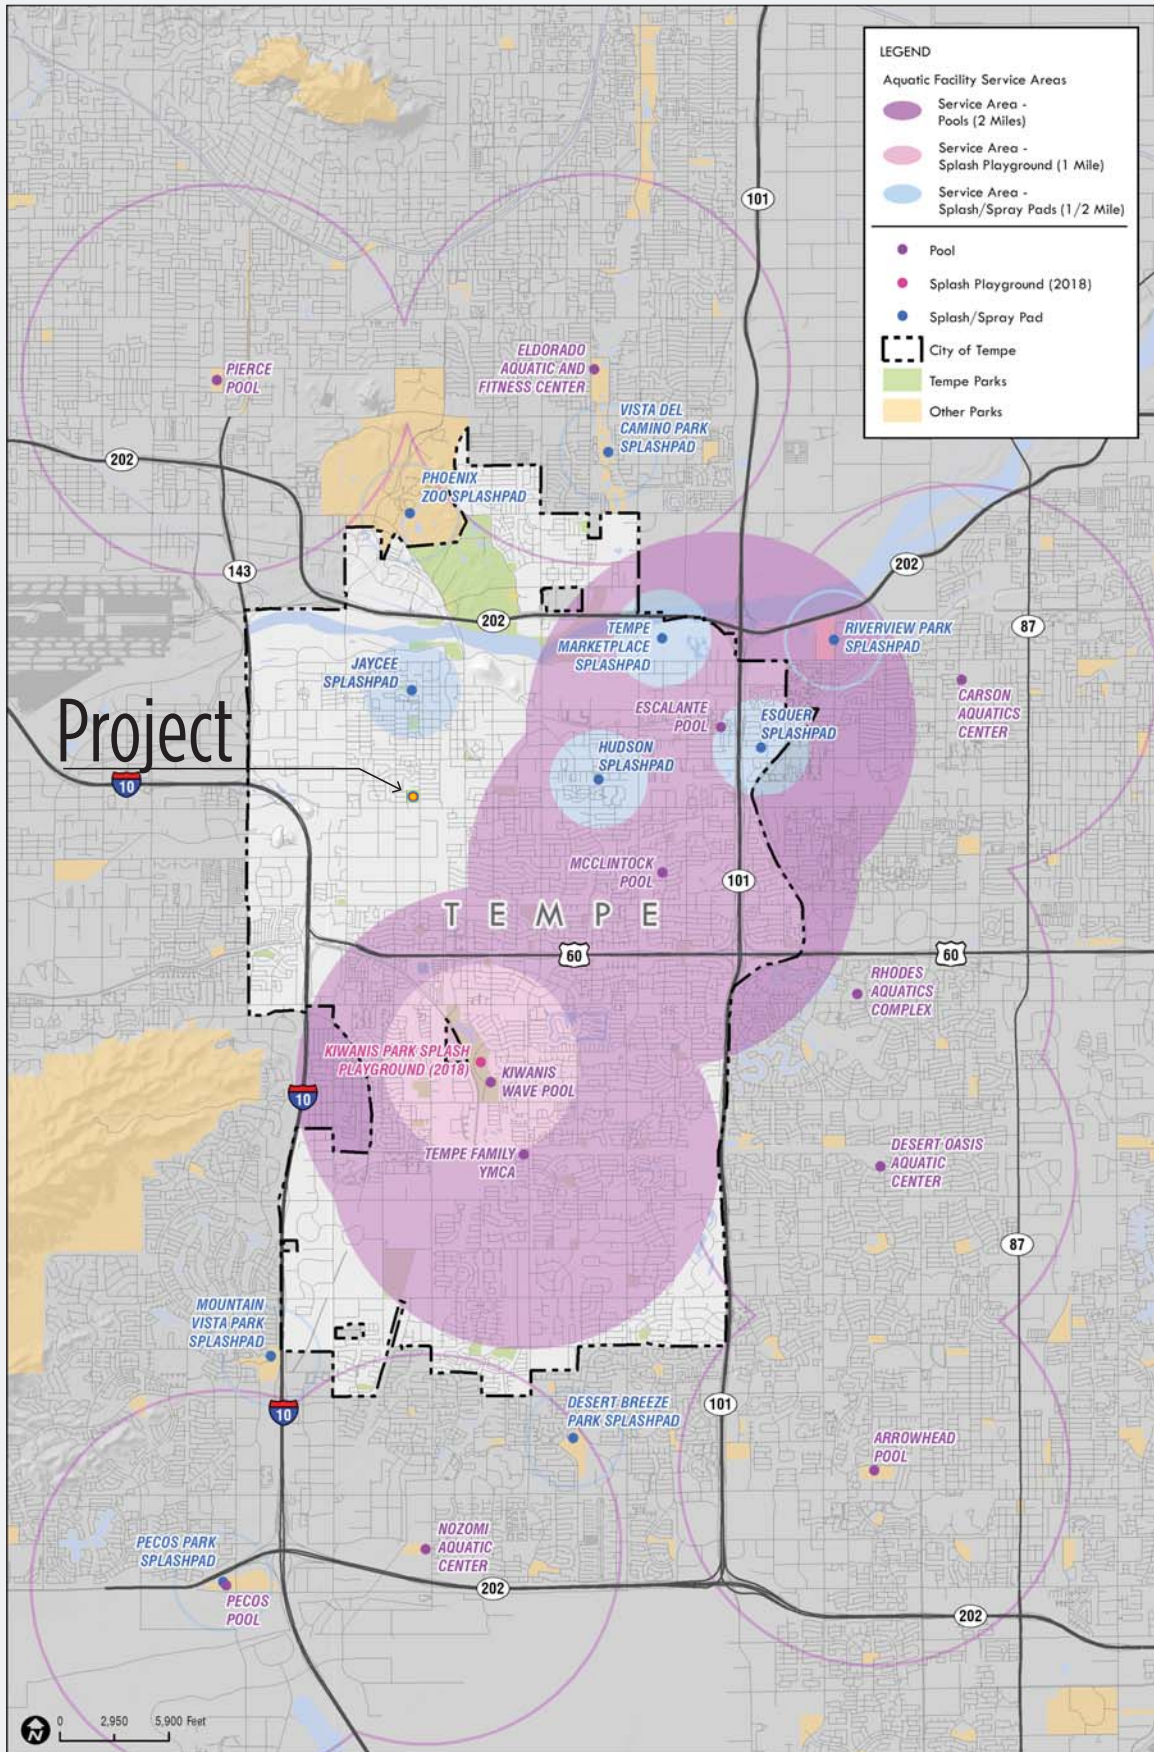 LEGEND
Aquatic Facility Service Areas
Service Area -
Pools (2 Miles)
Service Area -
Splash Playground (1 Mile)
Service Area -
Splash/Spray Pads (1/2 Mile)
Pool
Splash Playground (2018)
Splash/Spray Pad
City of Tempe
Tempe Parks
Other Parks
101
PIERCE
POOL
ELDORADO
AQUATIC AND
FITNESS CENTER
VISTA DEL
CAMINO PARK
SPLASHPAD
202
PHOENIX
ZOO SPLASHPAD
143
202
202
87
TEMPE
MARKETPLACE
SPLASHPAD
RIVERVIEW PARK
SPLASHPAD
JAYCEE
SPLASHPAD
CARSON
AQUATICS
CENTER
Project
ESCALANTE
POOL
ESQUER
SPLASHPAD
HUDSON
SPLASHPAD
10
MCCLINTOCK
POOL
101
TEMPE
60
60
RHODES
AQUATICS
COMPLEX
KIWANIS PARK SPLASH
PLAYGROUND (2018)
KIWANIS
WAVE POOL
10
TEMPE FAMILY
YMCA
DESERT OASIS
AQUATIC
CENTER
87
MOUNTAIN
VISTA PARK
SPLASHPAD
10
101
DESERT BREEZE
PARK SPLASHPAD
ARROWHEAD
POOL
NOZOMI
AQUATIC
CENTER
PECOS PARK
SPLASHPAD
PECOS
POOL
202
202
N
0 2,950 5,900 Feet